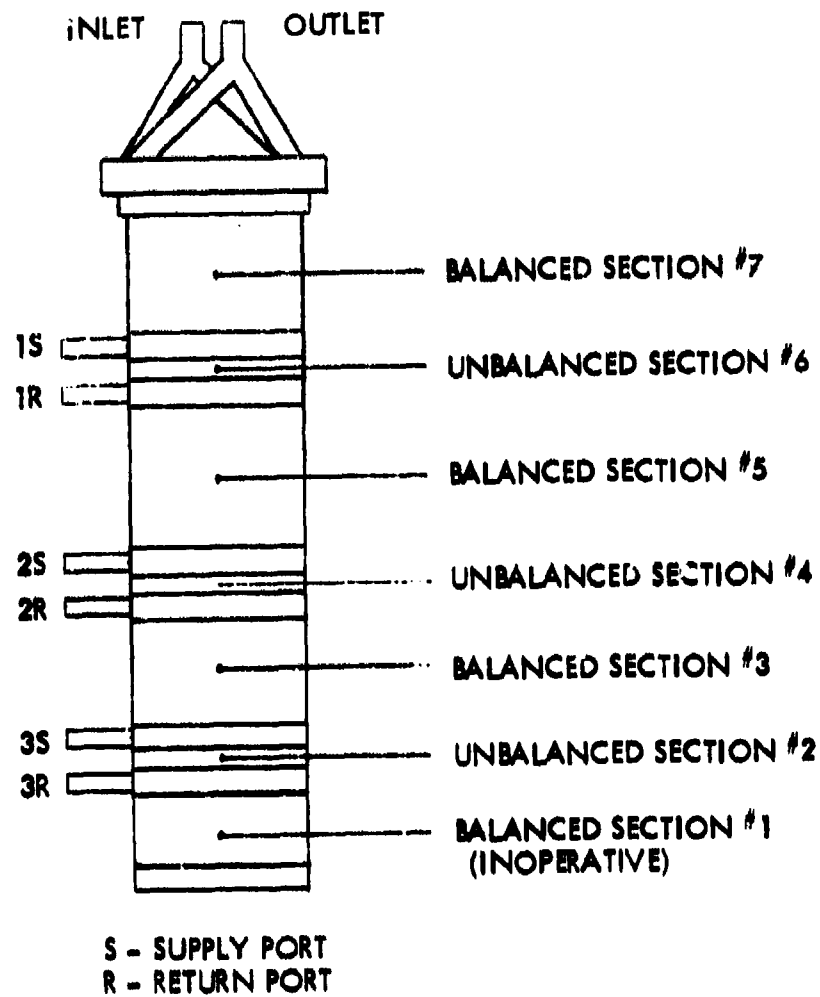 iNLET OUTLET
BALANCED SECTION #7
1S
UNBALANCED SECTION #6
1R
BALANCED SECTION #5
2S
UNBALANCED SECTION #4
2R
BALANCED SECTION #3
3S
UNBALANCED SECTION #2
3R
BALANCED SECTION #1
(INOPERATIVE)
S - SUPPLY PORT
R - RETURN PORT